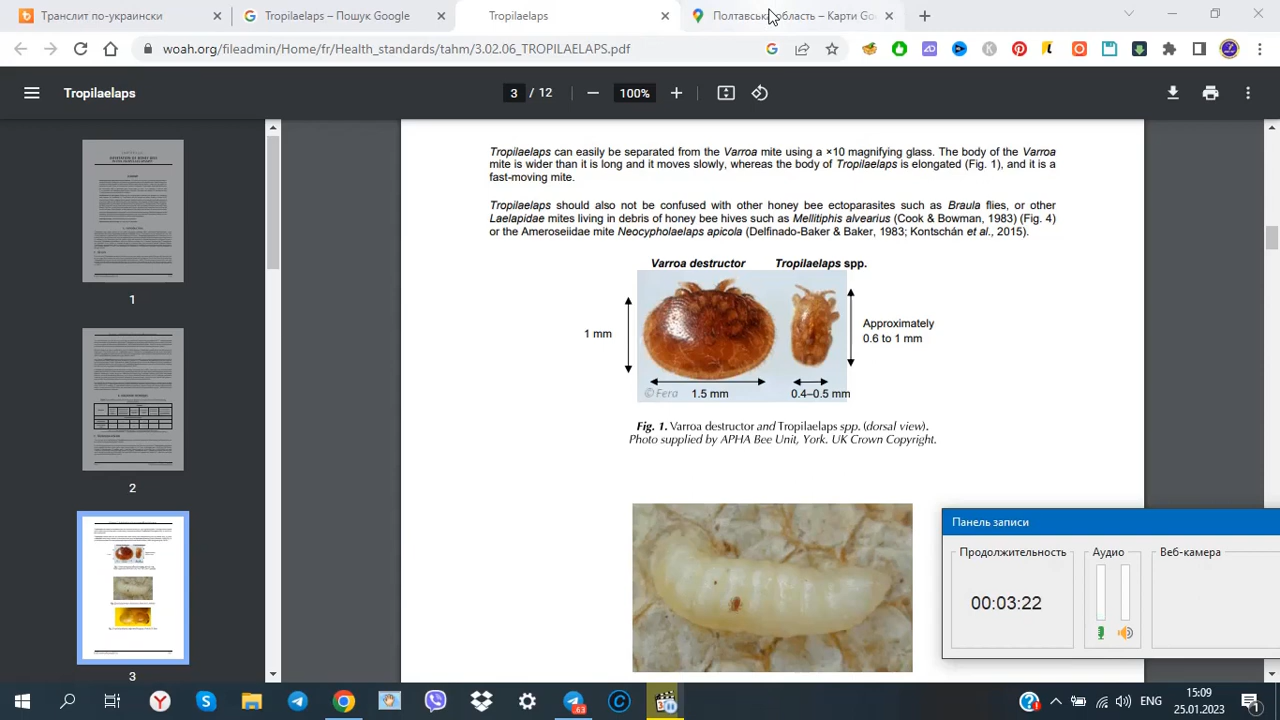 Транслит по-украински
Tropilaelaps – Пошук Google
Tropilaelaps
Полтавська область – Карти Go
woah.org/fileadmin/Home/fr/Health_standards/tahm/3.02.06_TROPILAELAPS.pdf
Tropilaelaps
3 / 12
100%
Tropilaelaps can easily be separated from the Varroa mite using a ×10 magnifying glass. The body of the Varroa
mite is wider than it is long and it moves slowly, whereas the body of Tropilaelaps is elongated (Fig. 1), and it is a
fast-moving mite.
Tropilaelaps should also not be confused with other honey bee ectoparasites such as Braula flies, or other
Laelapidae mites living in debris of honey bee hives such as Mellitiphis alvearius (Cook & Bowman, 1983) (Fig. 4)
or the Ameroseiidae mite Neocypholaelaps apicola (Delfinado-Baker & Baker, 1983; Kontschán et al., 2015).
Varroa destructor
Tropilaelaps spp.
1 mm
Approximately
0.6 to 1 mm
© Fera
1.5 mm
0.4–0.5 mm
Fig. 1. Varroa destructor and Tropilaelaps spp. (dorsal view).
Photo supplied by APHA Bee Unit, York. UK Crown Copyright.
1
2
3
Панель записи
Продолжительность
Аудио
Веб-камера
00:03:22
63
ENG
15:09
25.01.2023
1